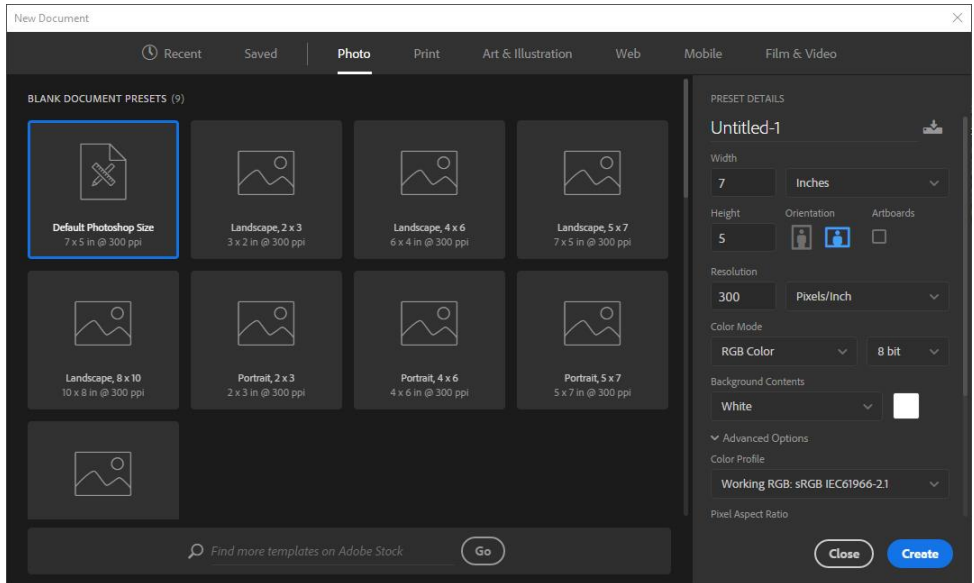 New Document
Recent Saved Photo Print Art & Illustration Web Mobile Film & Video
BLANK DOCUMENT PRESETS (9)
Default Photoshop Size
7 x 5 in @ 300 ppi
Landscape, 2 x 3
3 x 2 in @ 300 ppi
Landscape, 4 x 6
6 x 4 in @ 300 ppi
Landscape, 5 x 7
7 x 5 in @ 300 ppi
Landscape, 8 x 10
10 x 8 in @ 300 ppi
Portrait, 2 x 3
2 x 3 in @ 300 ppi
Portrait, 4 x 6
4 x 6 in @ 300 ppi
Portrait, 5 x 7
5 x 7 in @ 300 ppi
Find more templates on Adobe Stock
Go
PRESET DETAILS
Untitled-1
Width
7 Inches
Height Orientation Artboards
5
Resolution
300 Pixels/Inch
Color Mode
RGB Color 8 bit
Background Contents
White
Advanced Options
Color Profile
Working RGB: sRGB IEC61966-2.1
Pixel Aspect Ratio
Close Create